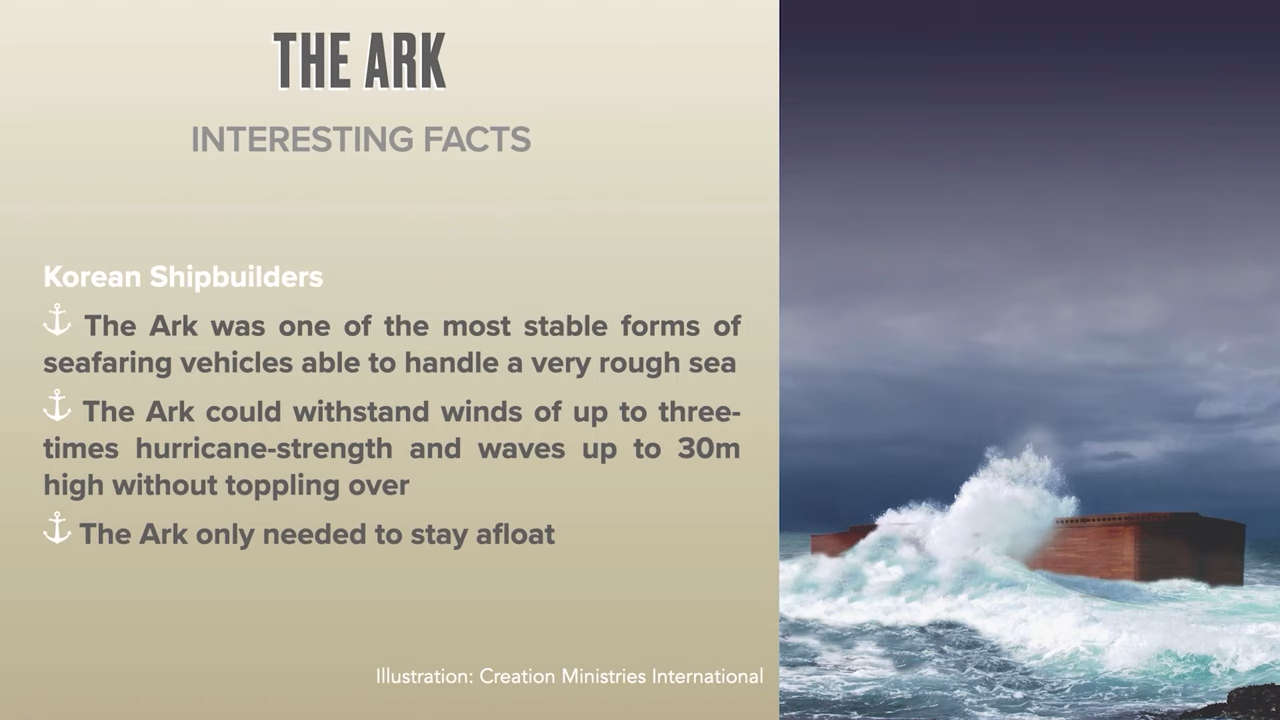 THE ARK
INTERESTING FACTS
Korean Shipbuilders
The Ark was one of the most stable forms of
seafaring vehicles able to handle a very rough sea
The Ark could withstand winds of up to three-
times hurricane-strength and waves up to 30m
high without toppling over
The Ark only needed to stay afloat
Illustration: Creation Ministries International